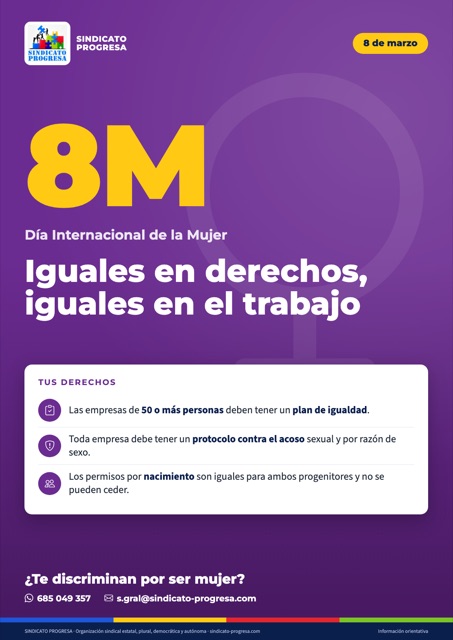 SINDICATO
PROGRESA
SINDICATO
PROGRESA
8 de marzo
8M
Día Internacional de la Mujer
Iguales en derechos,
iguales en el trabajo
TUS DERECHOS
Las empresas de 50 o más personas deben tener un plan de igualdad.
Toda empresa debe tener un protocolo contra el acoso sexual y por razón de
sexo.
Los permisos por nacimiento son iguales para ambos progenitores y no se
pueden ceder.
¿Te discriminan por ser mujer?
685 049 357 s.gral@sindicato-progresa.com
SINDICATO PROGRESA · Organización sindical estatal, plural, democrática y autónoma · sindicato-progresa.com Información orientativa